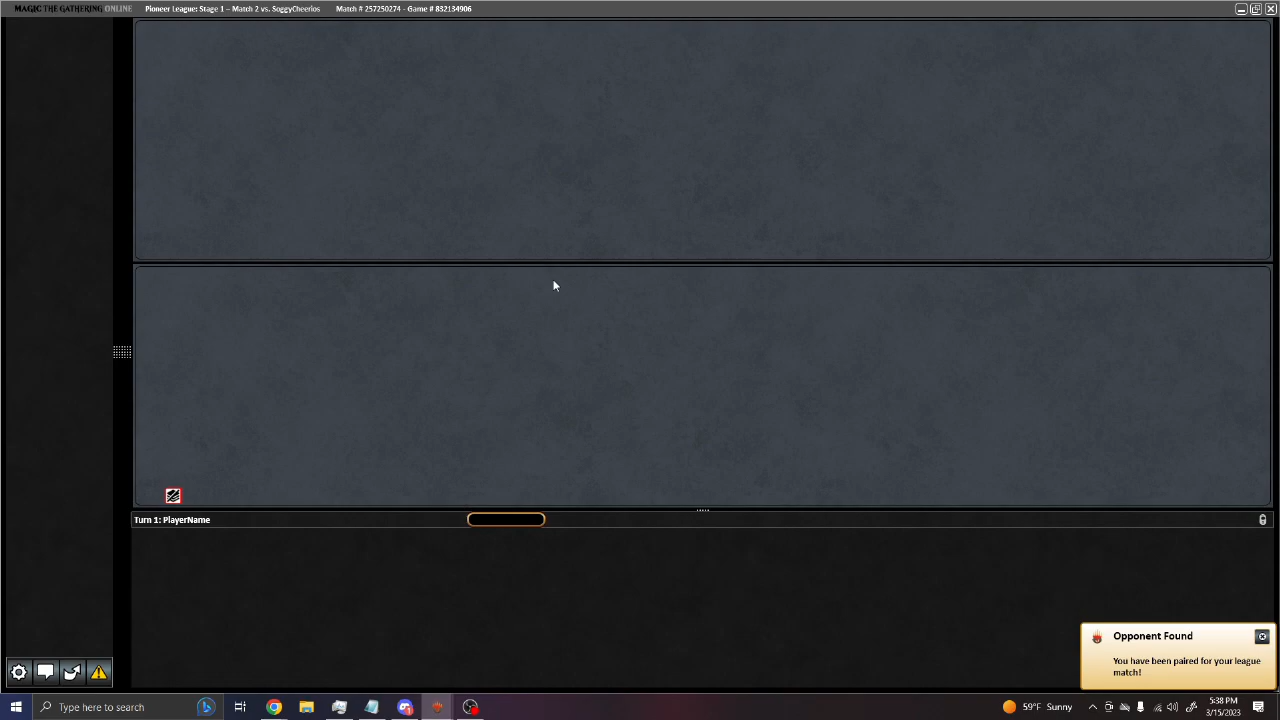 MAGIC THE GATHERING ONLINE Pioneer League: Stage 1 – Match 2 vs. SoggyCheerios Match # 257250274 - Game # 832134906
Turn 1: PlayerName
Opponent Found
You have been paired for your league
match!
Type here to search
59°F Sunny
5:38 PM
3/15/2023